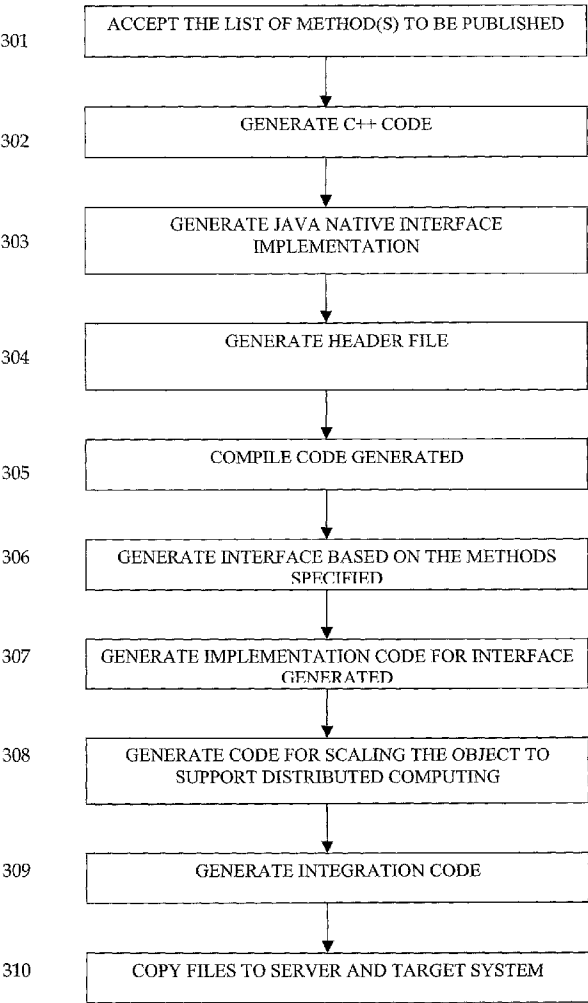 301 ACCEPT THE LIST OF METHOD(S) TO BE PUBLISHED
302 GENERATE C++ CODE
303 GENERATE JAVA NATIVE INTERFACE
IMPLEMENTATION
304 GENERATE HEADER FILE
305 COMPILE CODE GENERATED
306 GENERATE INTERFACE BASED ON THE METHODS
SPECIFIED
307 GENERATE IMPLEMENTATION CODE FOR INTERFACE
GENERATED
308 GENERATE CODE FOR SCALING THE OBJECT TO
SUPPORT DISTRIBUTED COMPUTING
309 GENERATE INTEGRATION CODE
310 COPY FILES TO SERVER AND TARGET SYSTEM